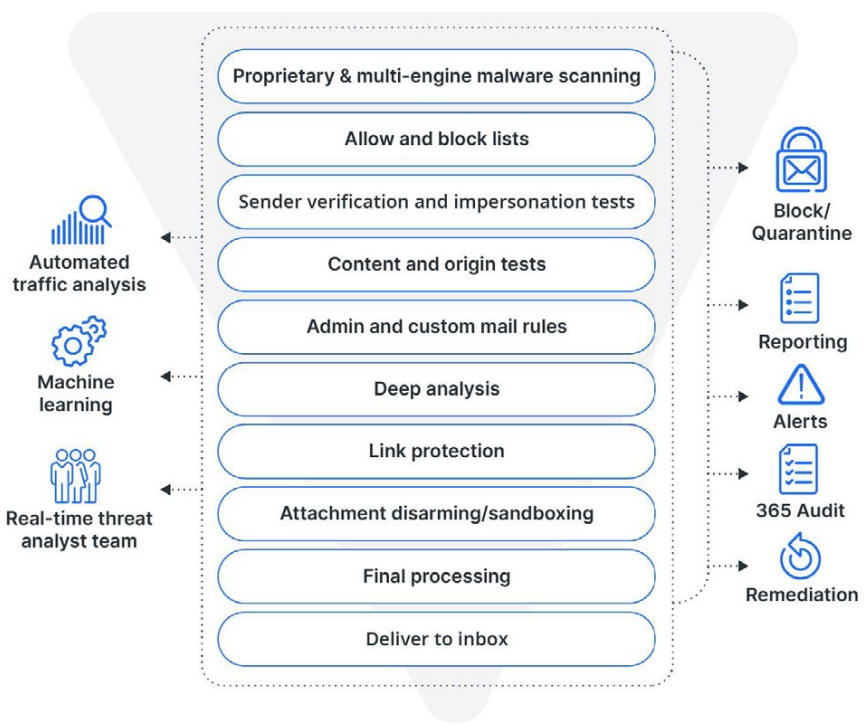 Proprietary & multi-engine malware scanning
Allow and block lists
Sender verification and impersonation tests
Content and origin tests
Admin and custom mail rules
Deep analysis
Link protection
Attachment disarming/sandboxing
Final processing
Deliver to inbox
Automated
traffic analysis
Machine
learning
Real-time threat
analyst team
Block/
Quarantine
Reporting
Alerts
365 Audit
Remediation